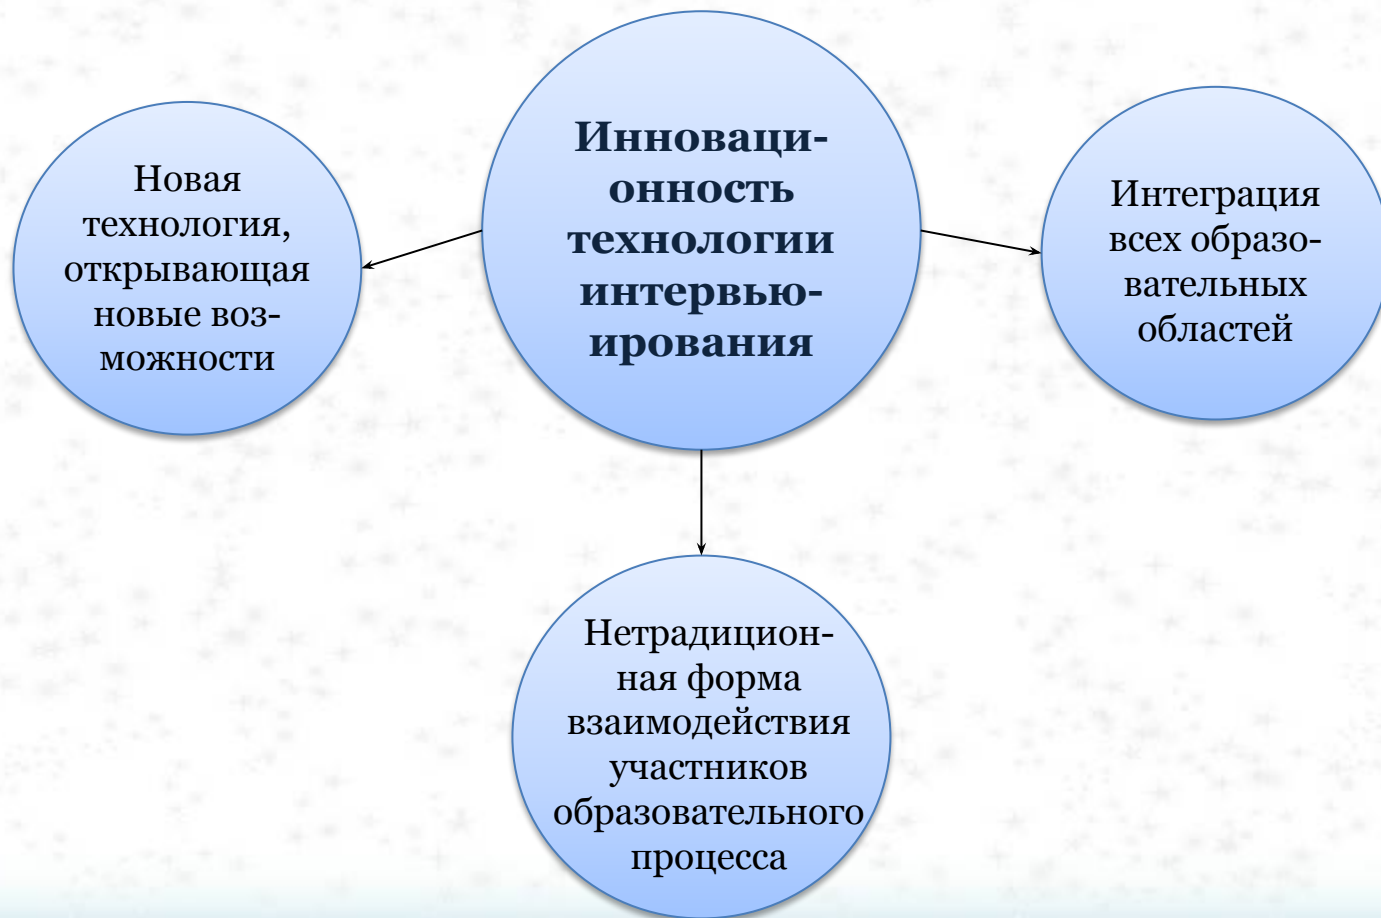 Инноваци-
онность
технологии
интервью-
ирования
Новая
технология,
открывающая
новые воз-
можности
Интеграция
всех образо-
вательных
областей
Нетрадицион-
ная форма
взаимодействия
участников
образовательного
процесса